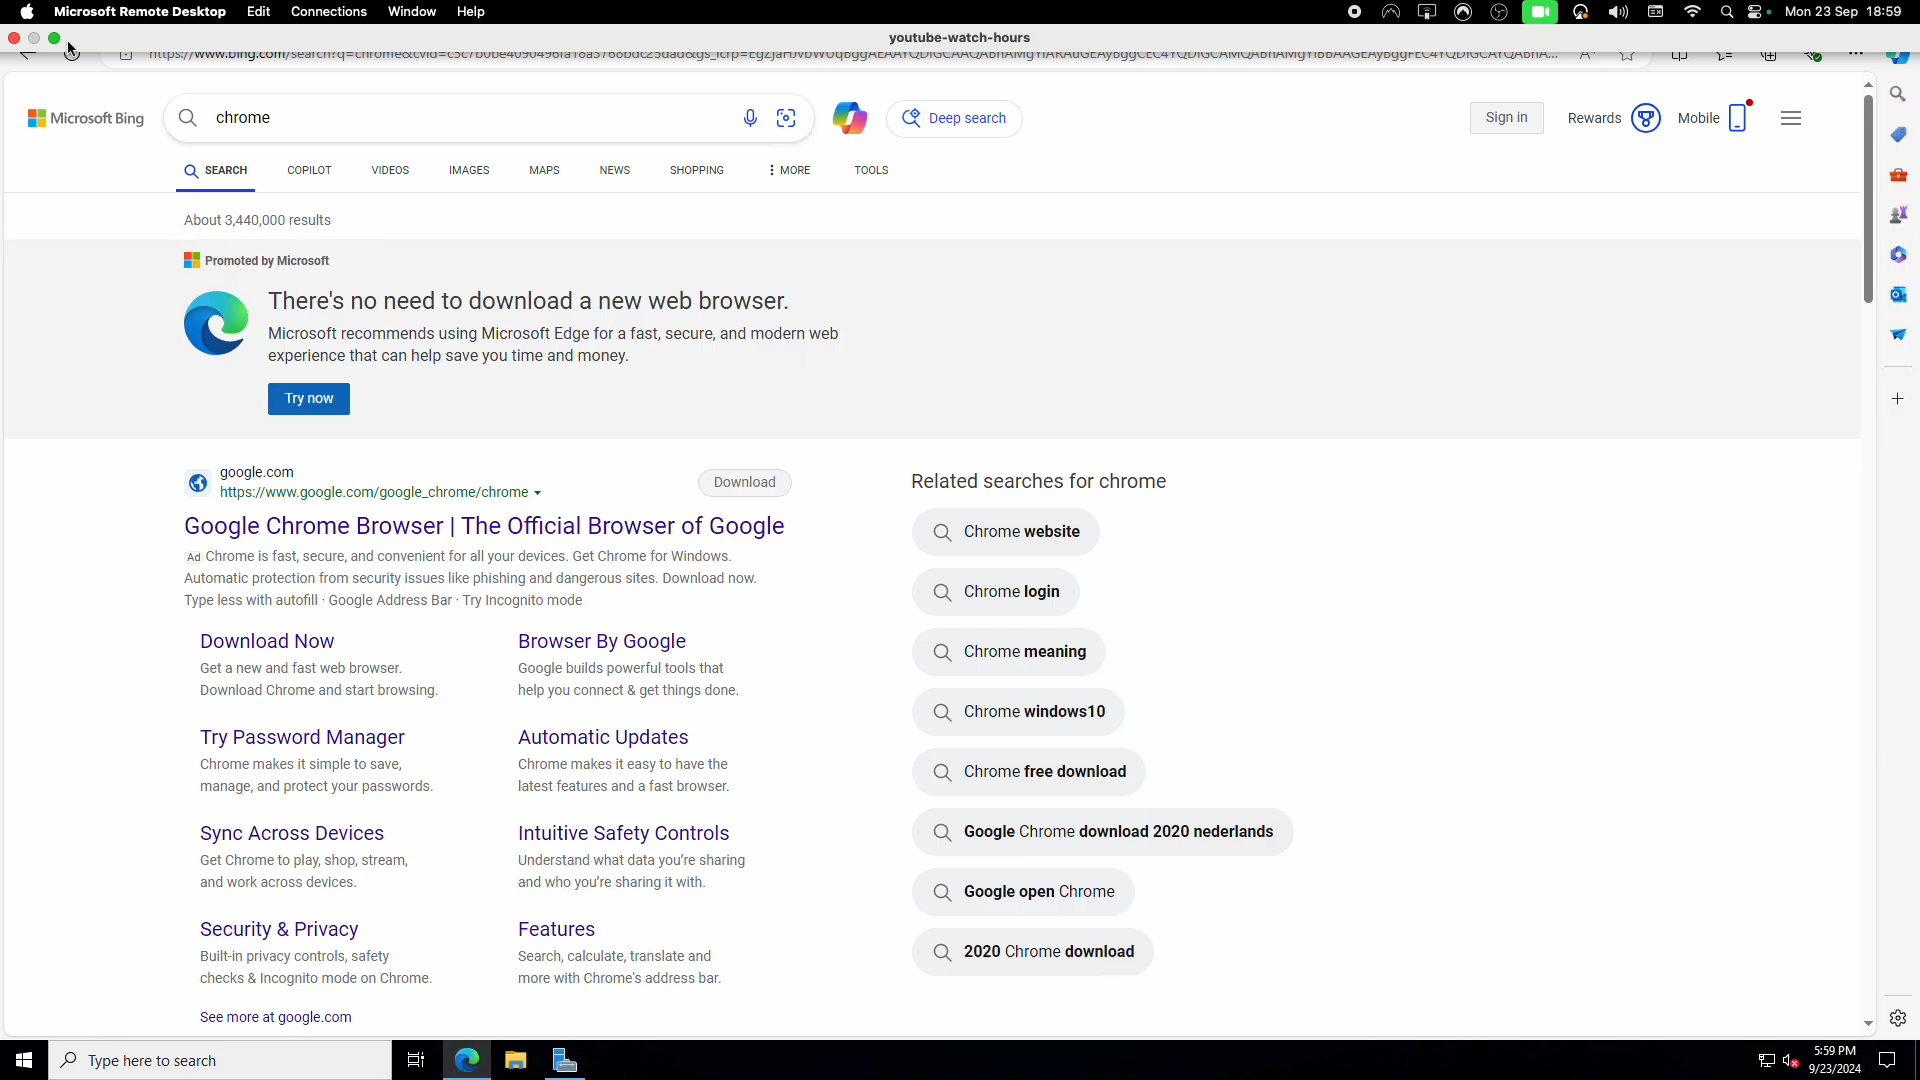 Microsoft Remote Desktop Edit Connections Window Help
Mon 23 Sep 18:59
youtube-watch-hours
Microsoft Bing
chrome
Deep search
Sign in
Rewards
Mobile
SEARCH COPILOT VIDEOS IMAGES MAPS NEWS SHOPPING MORE TOOLS
About 3,440,000 results
Promoted by Microsoft
There's no need to download a new web browser.
Microsoft recommends using Microsoft Edge for a fast, secure, and modern web
experience that can help save you time and money.
Try now
google.com
https://www.google.com/google_chrome/chrome
Download
Google Chrome Browser | The Official Browser of Google
Ad Chrome is fast, secure, and convenient for all your devices. Get Chrome for Windows.
Automatic protection from security issues like phishing and dangerous sites. Download now.
Type less with autofill · Google Address Bar · Try Incognito mode
Download Now
Get a new and fast web browser.
Download Chrome and start browsing.
Browser By Google
Google builds powerful tools that
help you connect & get things done.
Try Password Manager
Chrome makes it simple to save,
manage, and protect your passwords.
Automatic Updates
Chrome makes it easy to have the
latest features and a fast browser.
Sync Across Devices
Get Chrome to play, shop, stream,
and work across devices.
Intuitive Safety Controls
Understand what data you're sharing
and who you're sharing it with.
Security & Privacy
Built-in privacy controls, safety
checks & Incognito mode on Chrome.
Features
Search, calculate, translate and
more with Chrome's address bar.
See more at google.com
Related searches for chrome
Chrome website
Chrome login
Chrome meaning
Chrome windows10
Chrome free download
Google Chrome download 2020 nederlands
Google open Chrome
2020 Chrome download
Type here to search
5:59 PM
9/23/2024